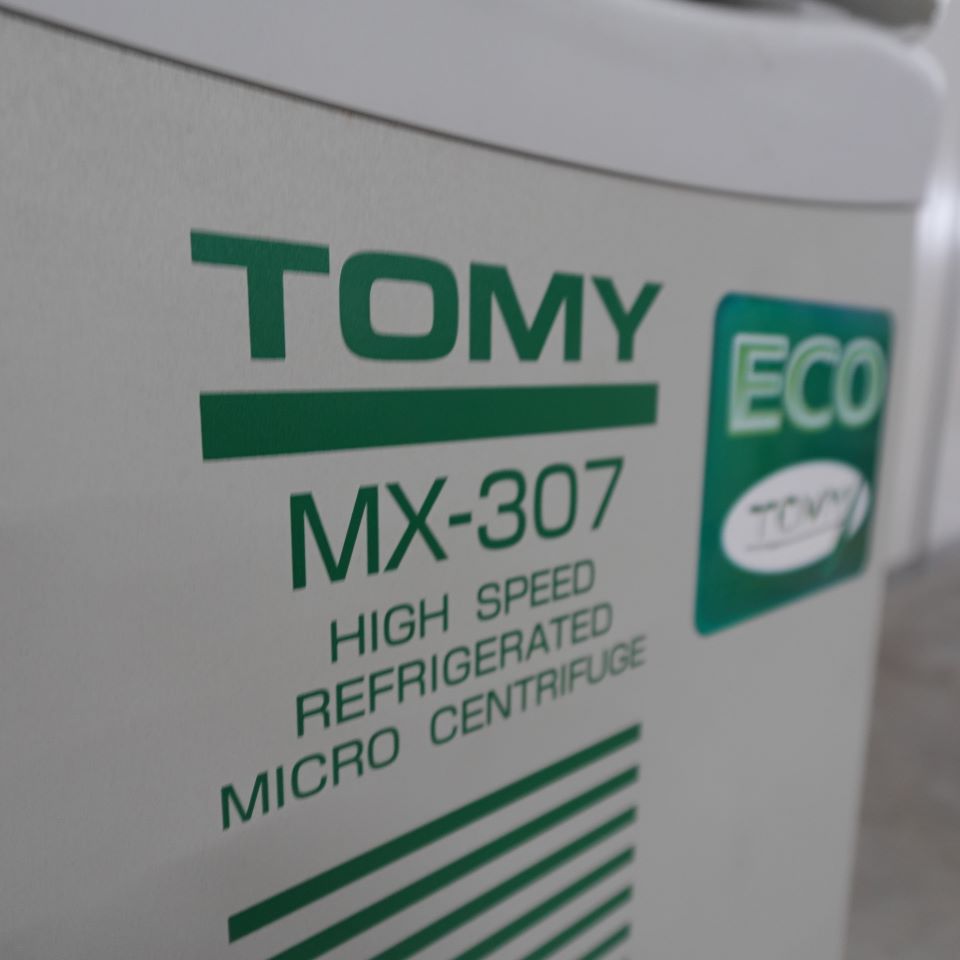 TOMY
MX-307
HIGH SPEED
REFRIGERATED
MICRO CENTRIFUGE
ECO
TOMY